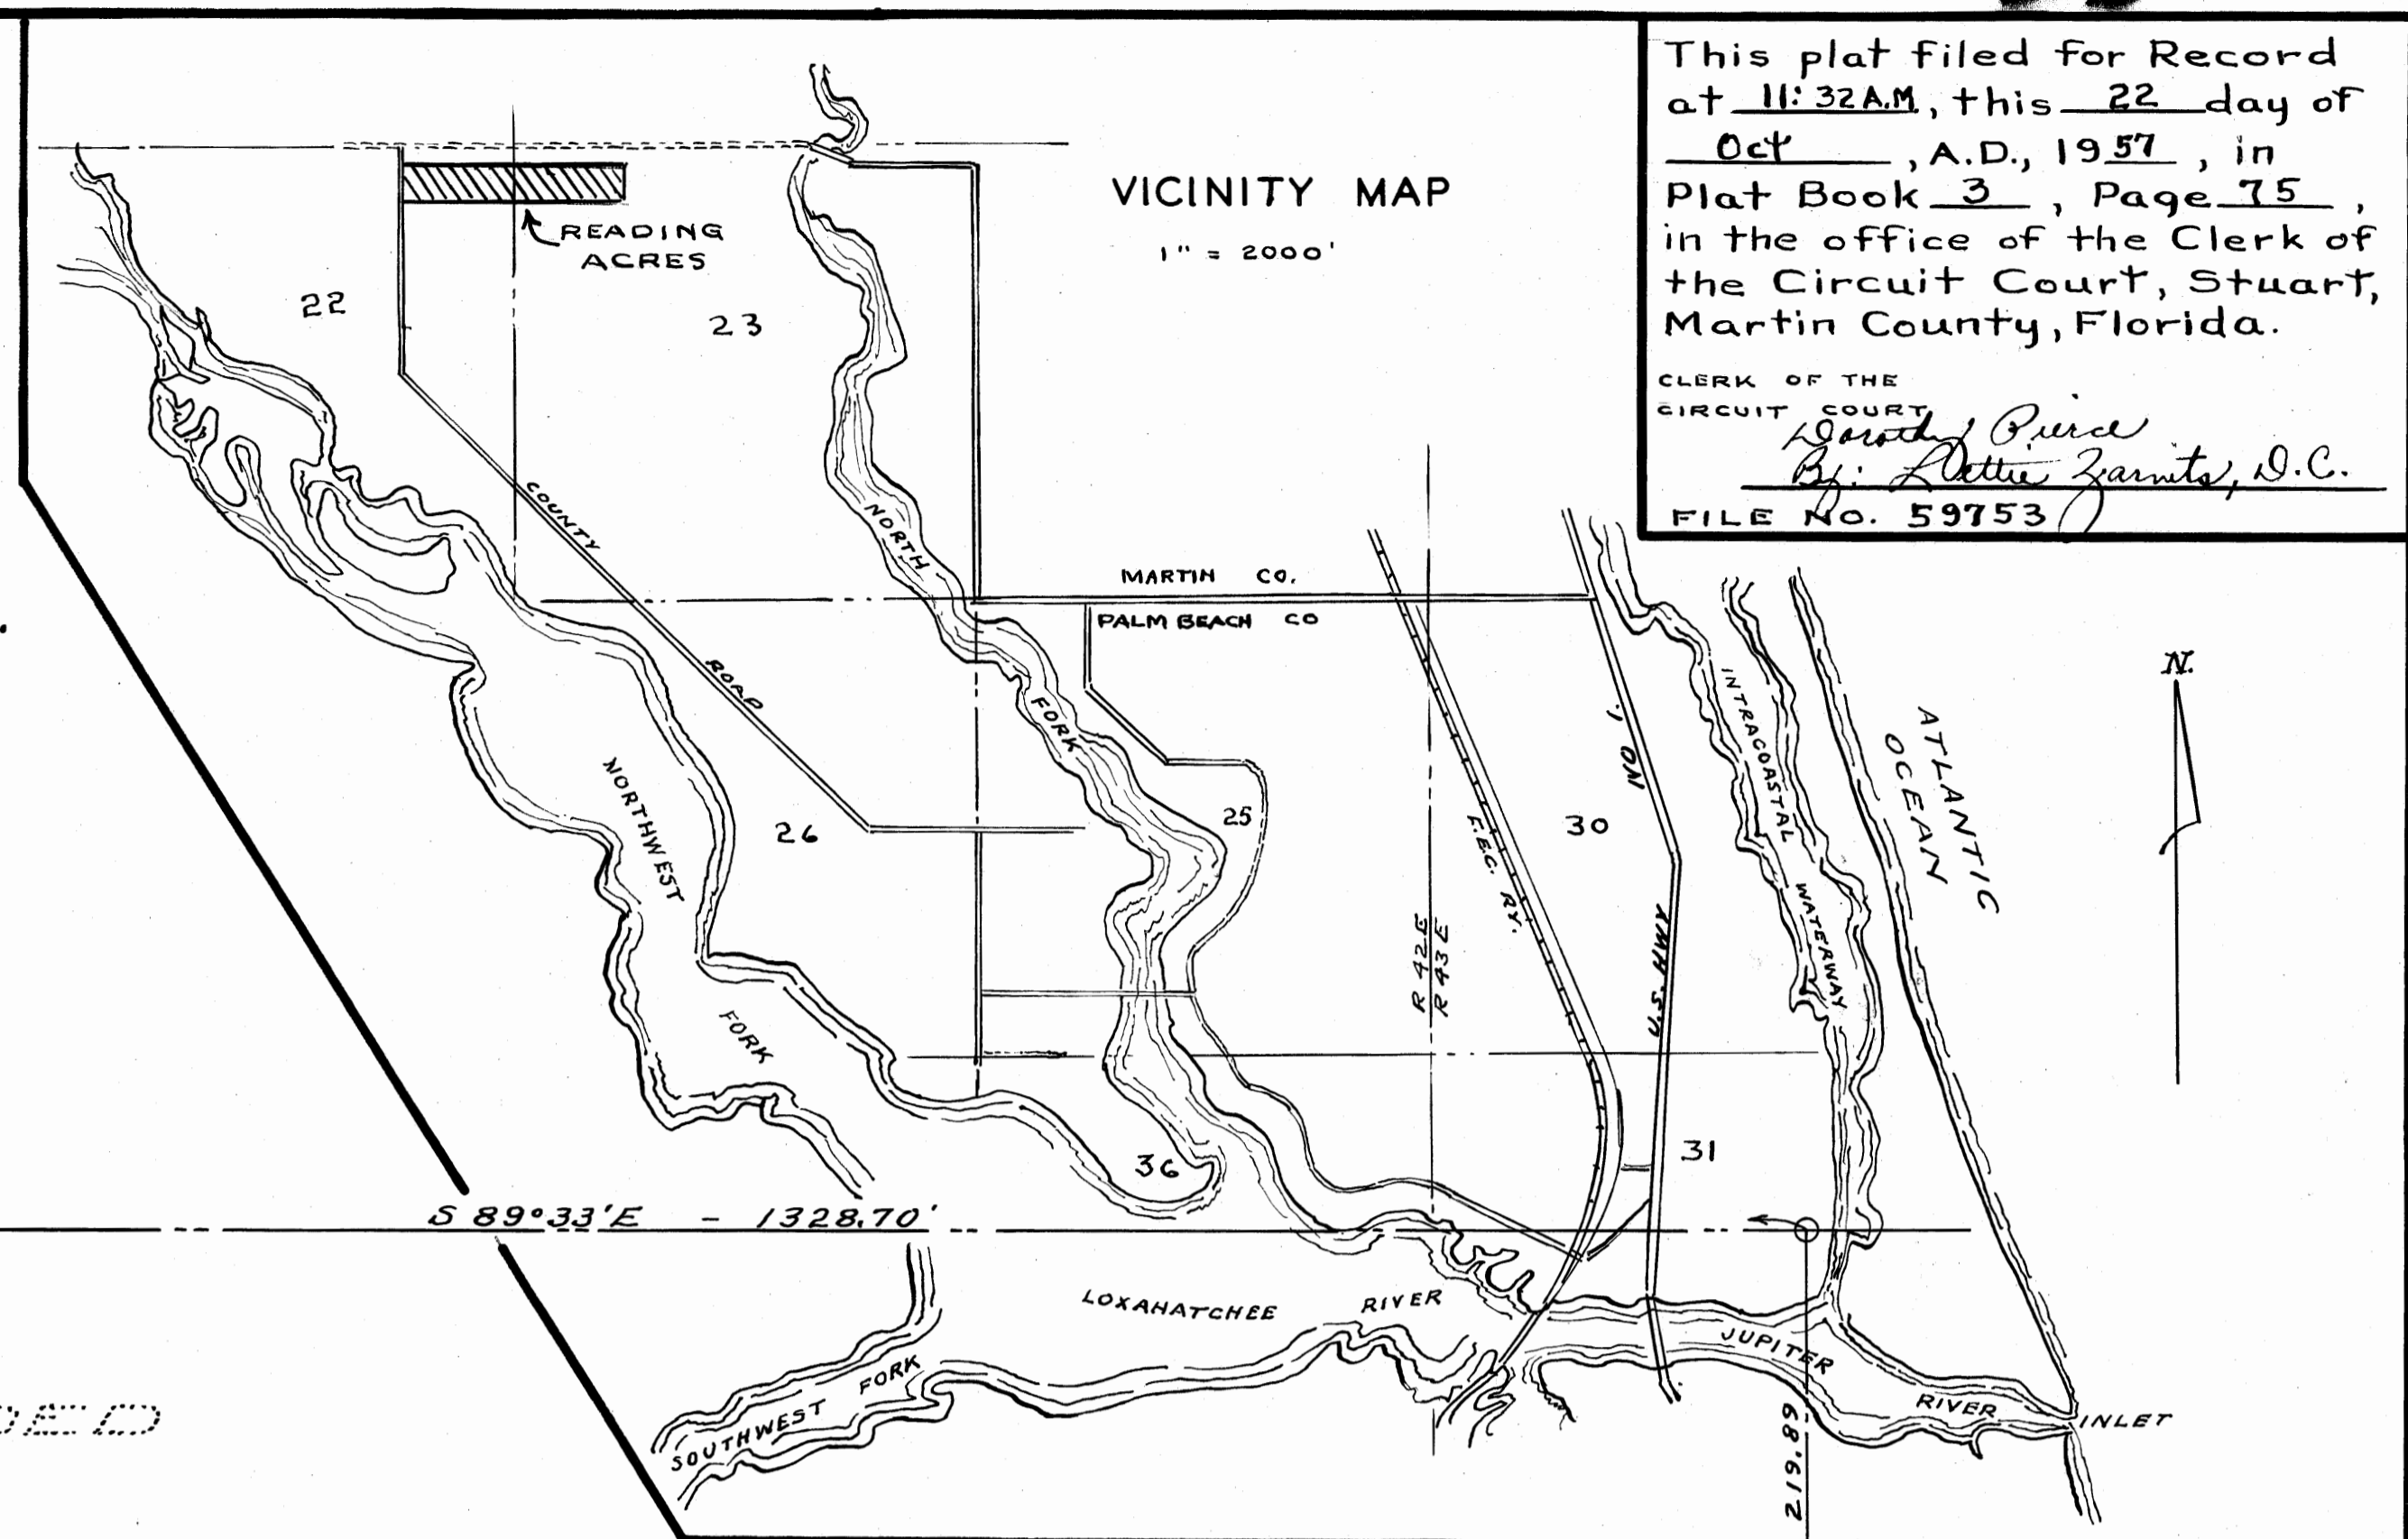 This plat filed for Record
at 11:32 A.M., this 22 day of
Oct, A.D., 1957, in
Plat Book 3, Page 75,
in the office of the Clerk of
the Circuit Court, Stuart,
Martin County, Florida.
CLERK OF THE
CIRCUIT COURT
Dorothy Pierce
By: Zarnits, D.C.
FILE NO. 59753
VICINITY MAP
1" = 2000'
READING
ACRES
22
23
COUNTY
ROAD
NORTH
FORK
MARTIN CO.
PALM BEACH CO
N.
INTRACOASTAL
WATERWAY
ATLANTIC
OCEAN
NO. 1
U.S. HWY.
F.E.C. RY.
R 42 E
R 43 E
25
26
30
31
36
NORTHWEST
FORK
S 89°33'E - 1328.70'
LOXAHATCHEE RIVER
SOUTHWEST FORK
JUPITER
RIVER
INLET
219.89
DED